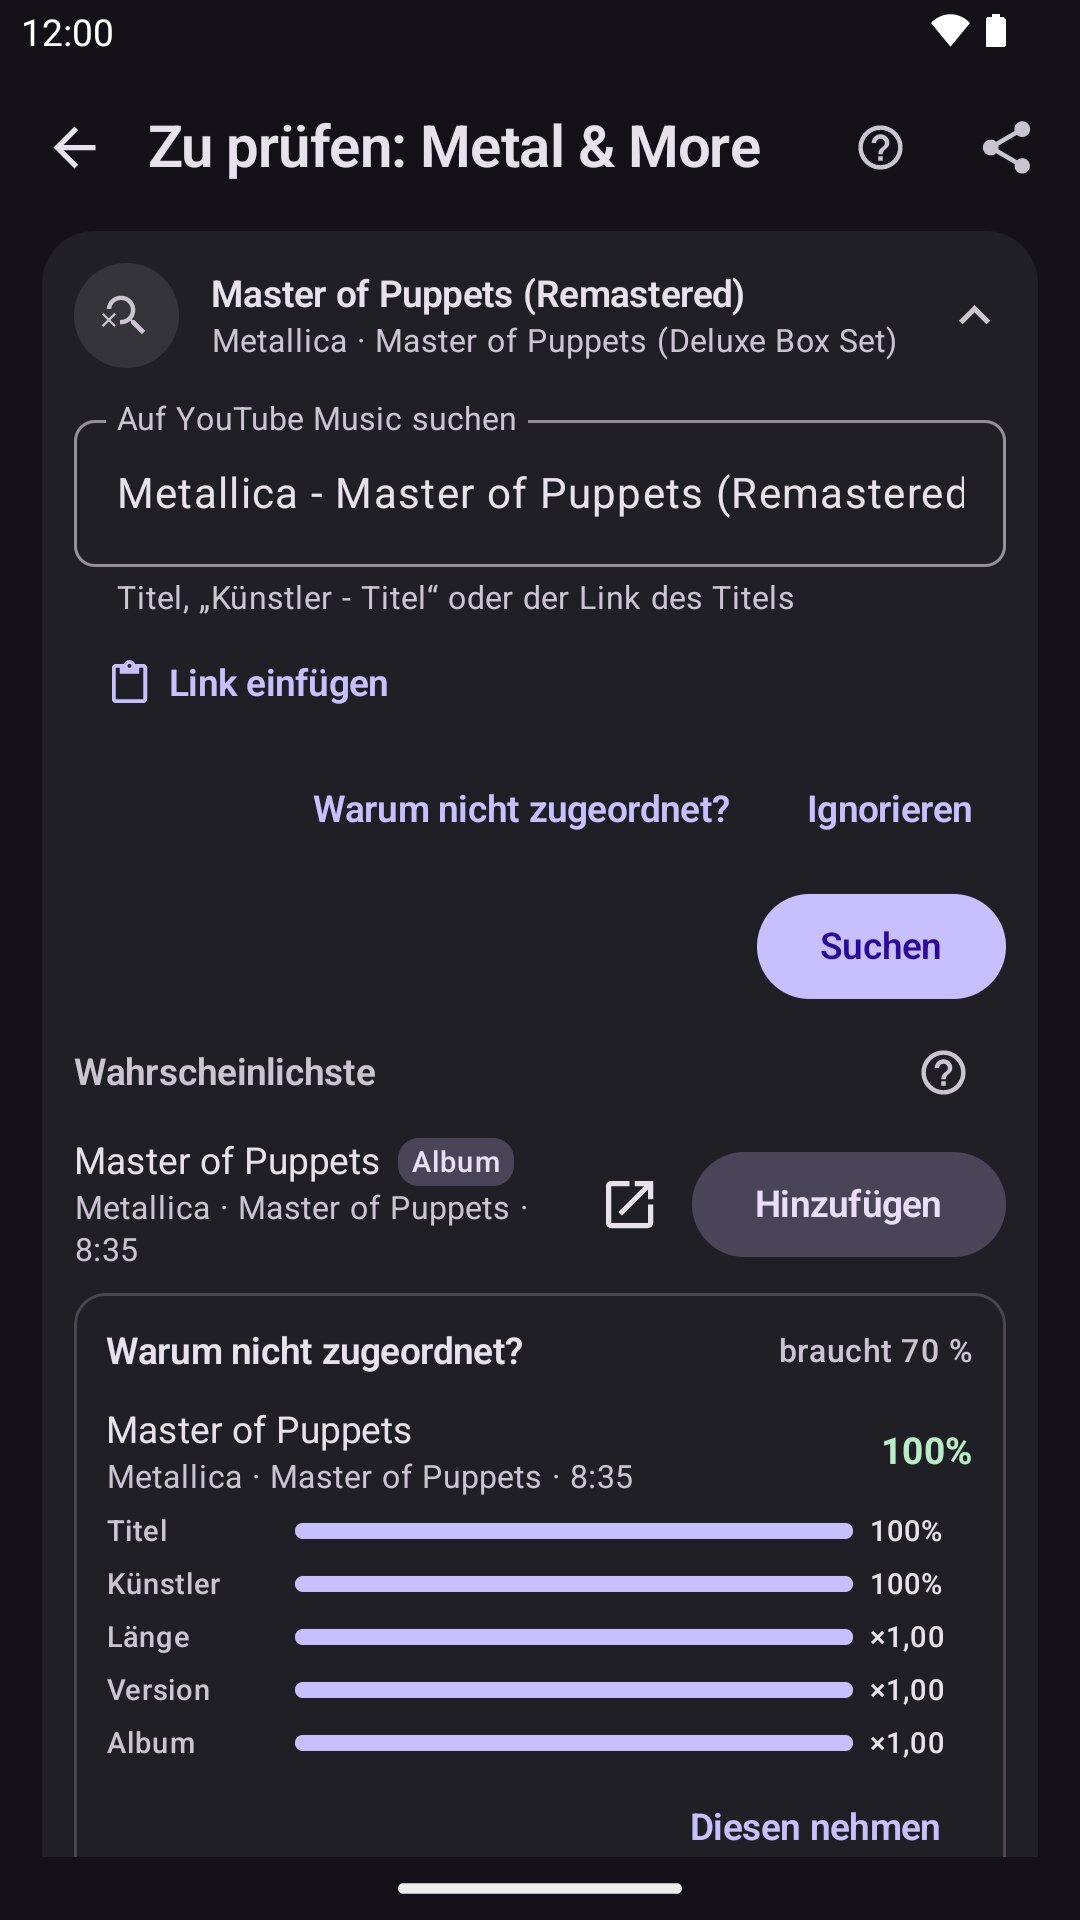 12:00
Zu prüfen: Metal & More
Master of Puppets (Remastered)
Metallica · Master of Puppets (Deluxe Box Set)
Auf YouTube Music suchen
Metallica - Master of Puppets (Remastered
Titel, „Künstler - Titel“ oder der Link des Titels
Link einfügen
Warum nicht zugeordnet? Ignorieren
Suchen
Wahrscheinlichste
Master of Puppets Album
Metallica · Master of Puppets ·
8:35
Hinzufügen
Warum nicht zugeordnet? braucht 70 %
Master of Puppets
Metallica · Master of Puppets · 8:35
100%
Titel 100%
Künstler 100%
Länge ×1,00
Version ×1,00
Album ×1,00
Diesen nehmen